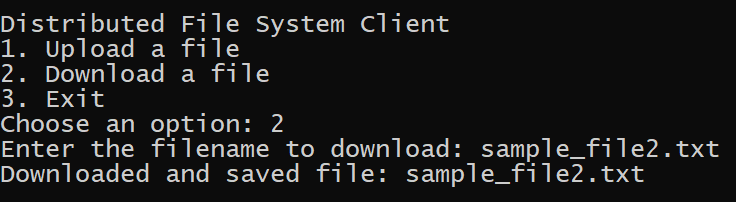 Distributed File System Client
1. Upload a file
2. Download a file
3. Exit
Choose an option: 2
Enter the filename to download: sample_file2.txt
Downloaded and saved file: sample_file2.txt